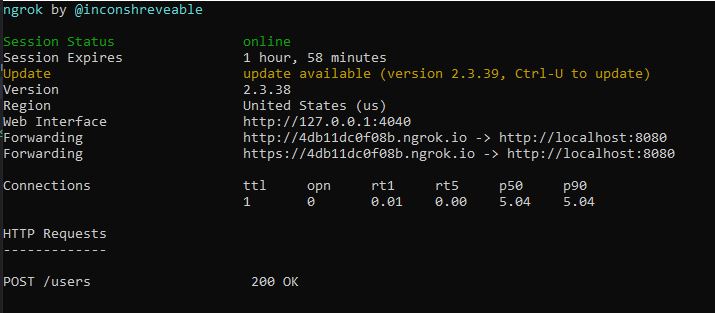 ngrok by @inconshreveable
Session Status online
Session Expires 1 hour, 58 minutes
Update update available (version 2.3.39, Ctrl-U to update)
Version 2.3.38
Region United States (us)
Web Interface http://127.0.0.1:4040
Forwarding http://4db11dc0f08b.ngrok.io -> http://localhost:8080
Forwarding https://4db11dc0f08b.ngrok.io -> http://localhost:8080
Connections ttl opn rt1 rt5 p50 p90
1 0 0.01 0.00 5.04 5.04
HTTP Requests
-------------
POST /users 200 OK